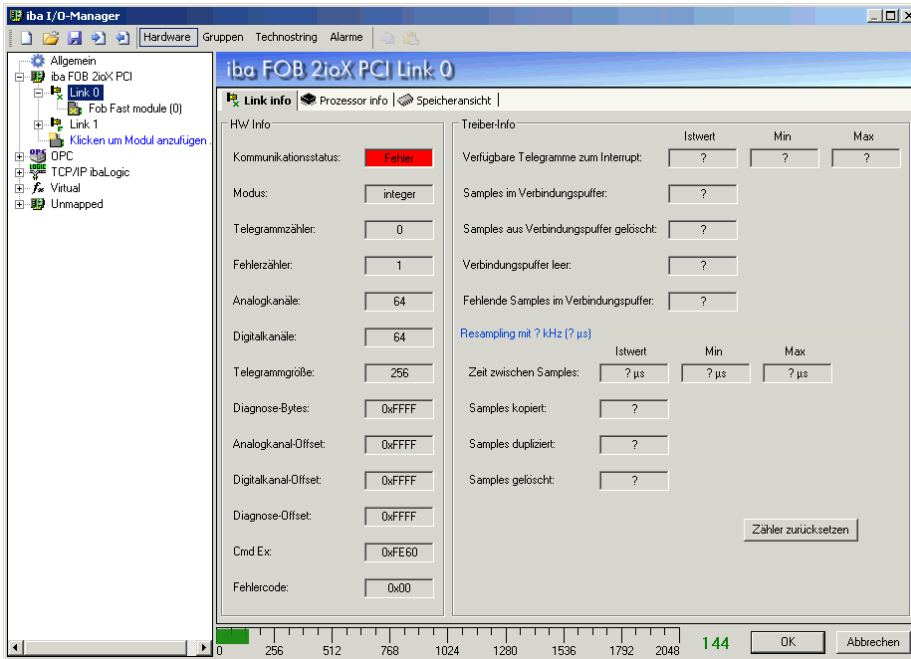 iba I/O-Manager
Hardware Gruppen Technostring Alarme
Allgemein
iba FOB 2ioX PCI
Link 0
Fob Fast module (0)
Link 1
Klicken um Modul anzufügen .
OPC
TCP/IP ibaLogic
Virtual
Unmapped
iba FOB 2ioX PCI Link 0
Link info Prozessor info Speicheransicht
HW Info
Kommunikationsstatus: Fehler
Modus: integer
Telegrammzähler: 0
Fehlerzähler: 1
Analogkanäle: 64
Digitalkanäle: 64
Telegrammgröße: 256
Diagnose-Bytes: 0xFFFF
Analogkanal-Offset: 0xFFFF
Digitalkanal-Offset: 0xFFFF
Diagnose-Offset: 0xFFFF
Cmd Ex: 0xFE60
Fehlercode: 0x00
Treiber-Info
Istwert Min Max
Verfügbare Telegramme zum Interrupt: ? ? ?
Samples im Verbindungspuffer: ?
Samples aus Verbindungspuffer gelöscht: ?
Verbindungspuffer leer: ?
Fehlende Samples im Verbindungspuffer: ?
Resampling mit ? kHz (? µs)
Istwert Min Max
Zeit zwischen Samples: ? µs ? µs ? µs
Samples kopiert: ?
Samples dupliziert: ?
Samples gelöscht: ?
Zähler zurücksetzen
0 256 512 768 1024 1280 1536 1792 2048
144
OK Abbrechen